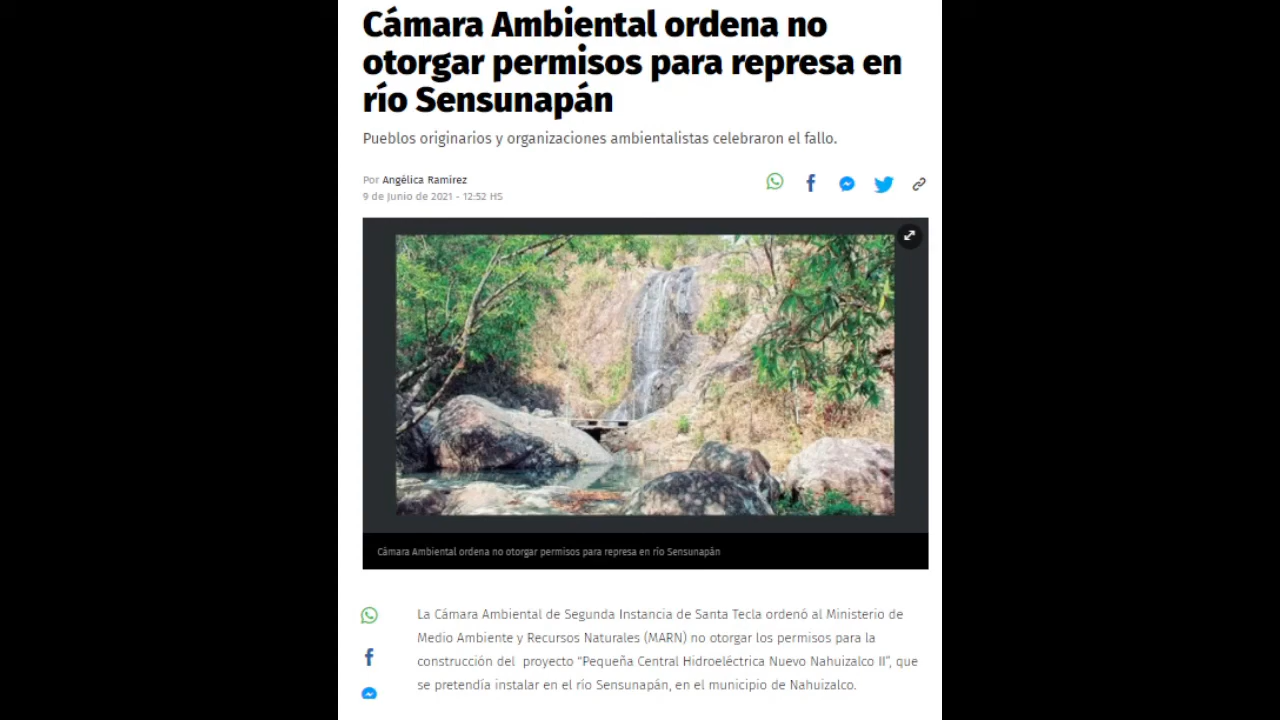 Cámara Ambiental ordena no
otorgar permisos para represa en
río Sensunapán
Pueblos originarios y organizaciones ambientalistas celebraron el fallo.
Por Angélica Ramírez
9 de Junio de 2021 - 12:52 HS
Cámara Ambiental ordena no otorgar permisos para represa en río Sensunapán
La Cámara Ambiental de Segunda Instancia de Santa Tecla ordenó al Ministerio de
Medio Ambiente y Recursos Naturales (MARN) no otorgar los permisos para la
construcción del proyecto “Pequeña Central Hidroeléctrica Nuevo Nahuizalco II”, que
se pretendía instalar en el río Sensunapán, en el municipio de Nahuizalco.